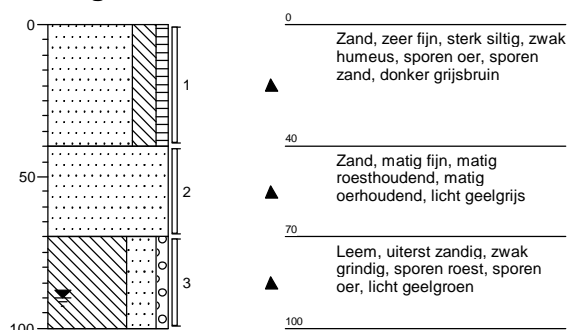 0
0
Zand, zeer fijn, sterk siltig, zwak
humeus, sporen oer, sporen
zand, donker grijsbruin
1
40
Zand, matig fijn, matig
roesthoudend, matig
oerhoudend, licht geelgrijs
50
2
70
Leem, uiterst zandig, zwak
grindig, sporen roest, sporen
oer, licht geelgroen
3
100
100